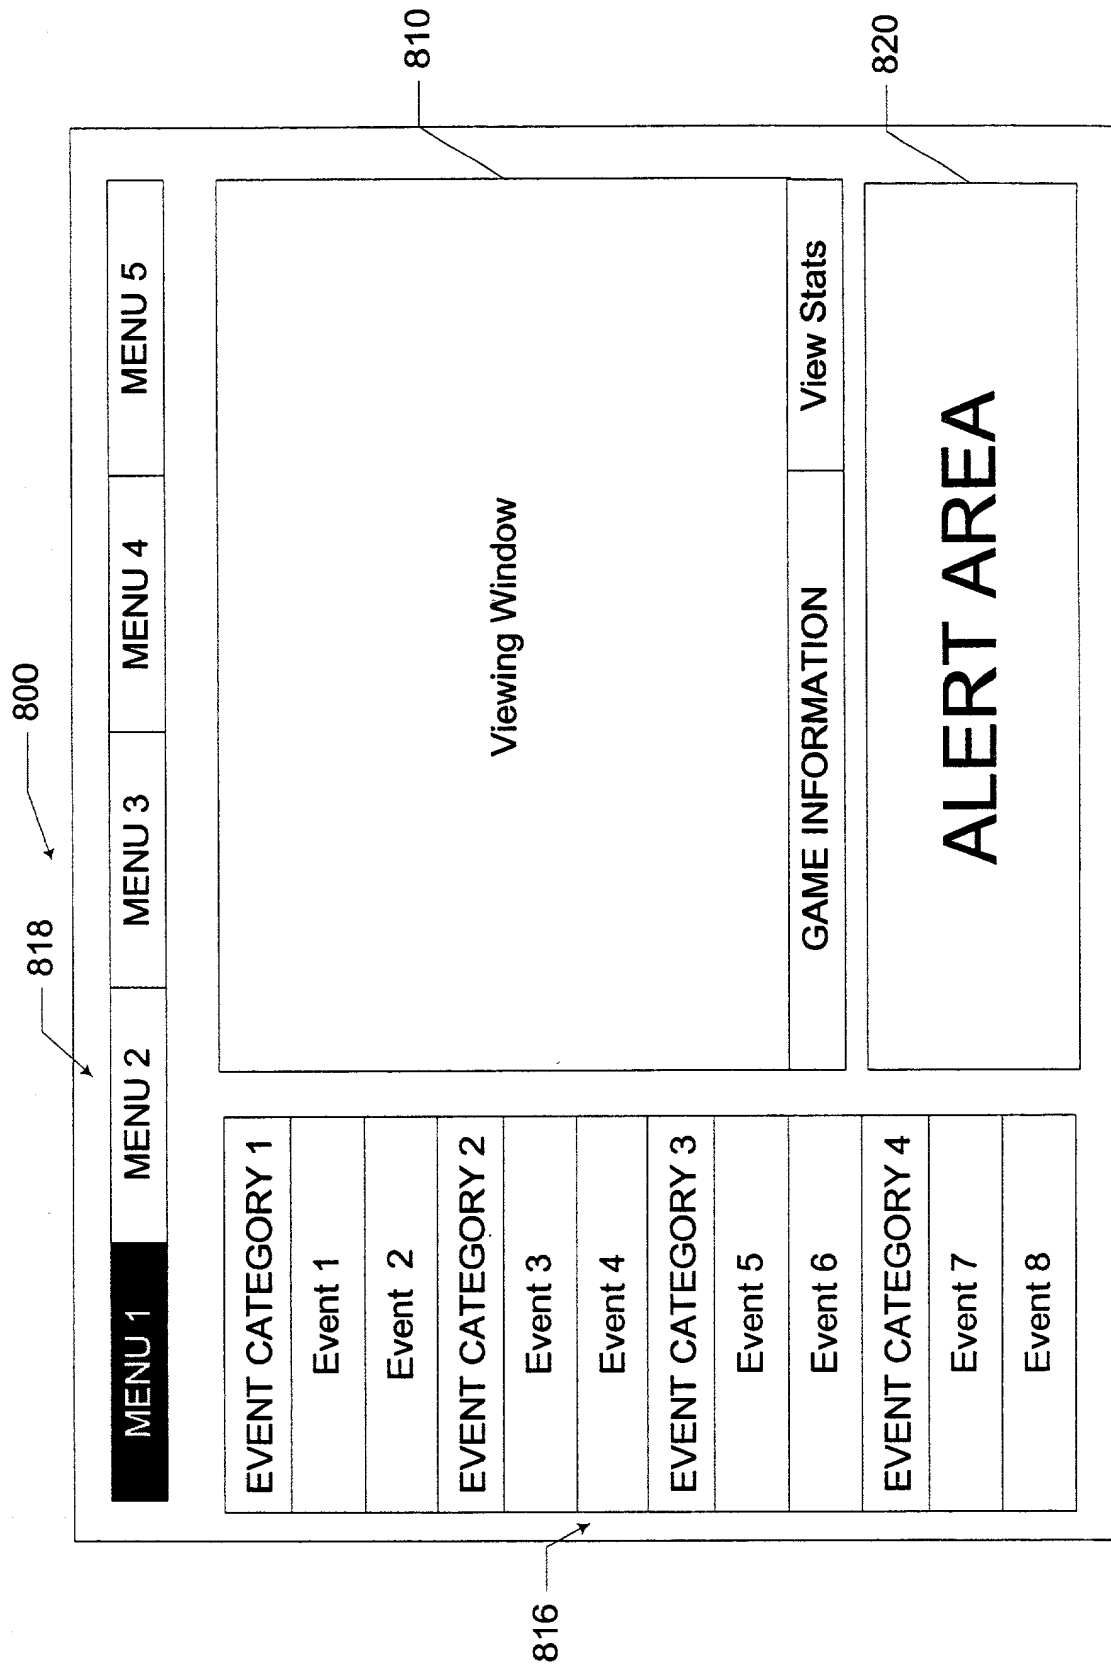 800
818
MENU 1
MENU 2
MENU 3
MENU 4
MENU 5
EVENT CATEGORY 1
Event 1
Event 2
EVENT CATEGORY 2
Event 3
Event 4
EVENT CATEGORY 3
Event 5
Event 6
EVENT CATEGORY 4
Event 7
Event 8
816
Viewing Window
810
GAME INFORMATION
View Stats
ALERT AREA
820